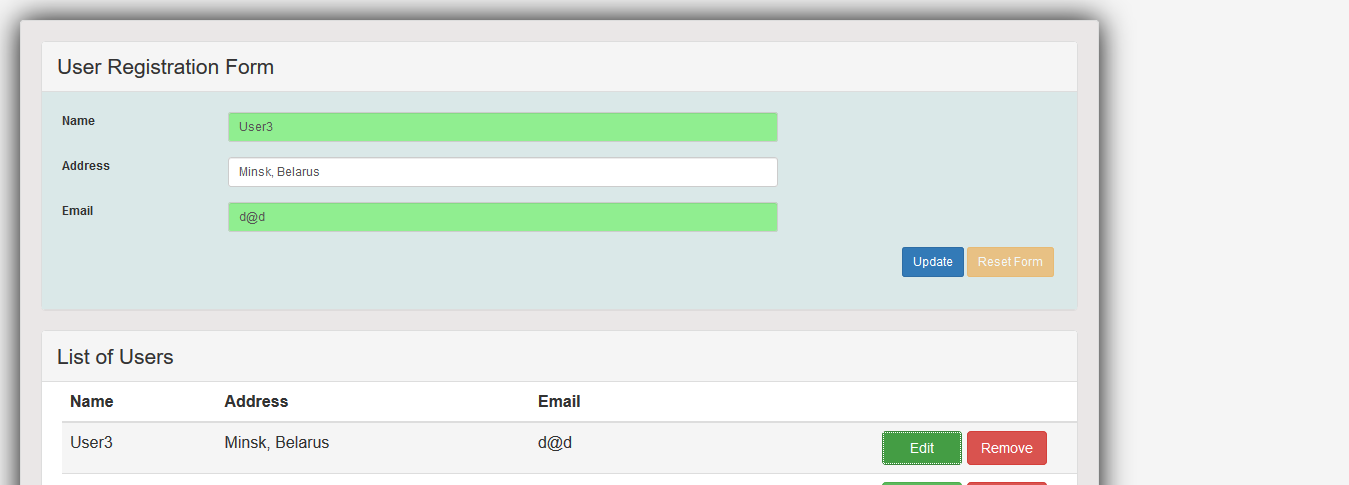 User Registration Form
Name
User3
Address
Minsk, Belarus
Email
d@d
Update Reset Form
List of Users
Name Address Email
User3 Minsk, Belarus d@d Edit Remove